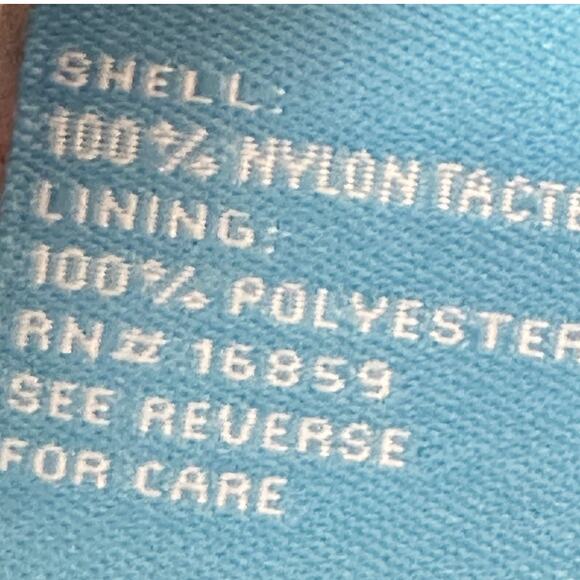 SHELL:
100% NYLON TACTE
LINING:
100% POLYESTER
RN# 16859
SEE REVERSE
FOR CARE